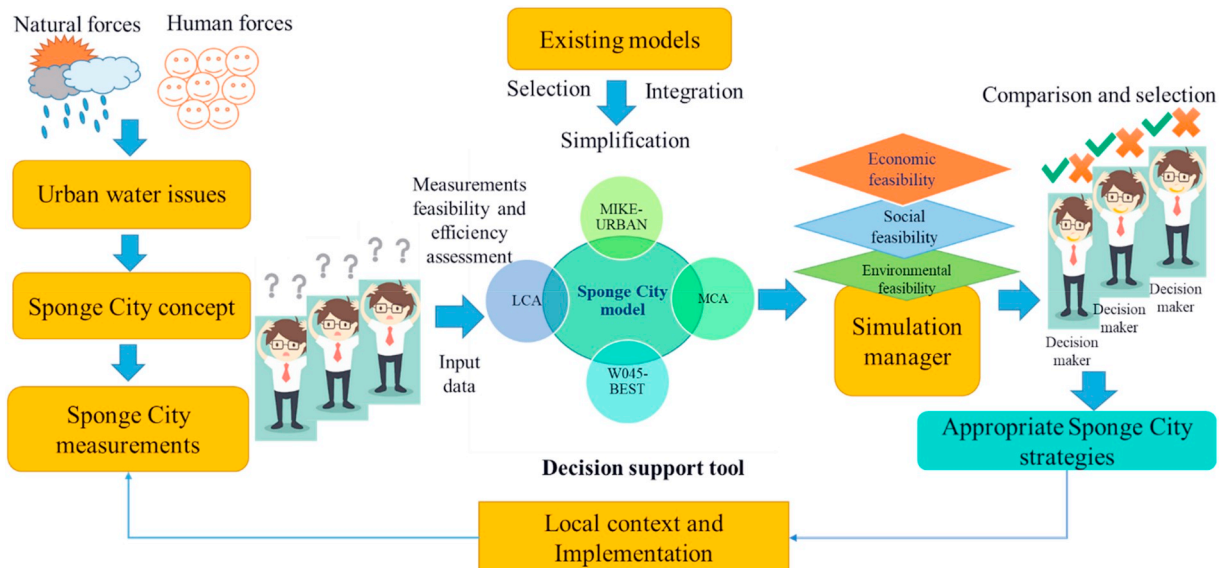 Natural forces
Human forces
Urban water issues
Sponge City concept
Sponge City
measurements
? ? ? ? ? ?
Measurements
feasibility and
efficiency
assessment
Input
data
Existing models
Selection
Integration
Simplification
MIKE-
URBAN
LCA
Sponge City
model
MCA
W045-
BEST
Decision support tool
Economic
feasibility
Social
feasibility
Environmental
feasibility
Simulation
manager
Comparison and selection
Decision
maker
Decision
maker
Decision
maker
Appropriate Sponge City
strategies
Local context and
Implementation